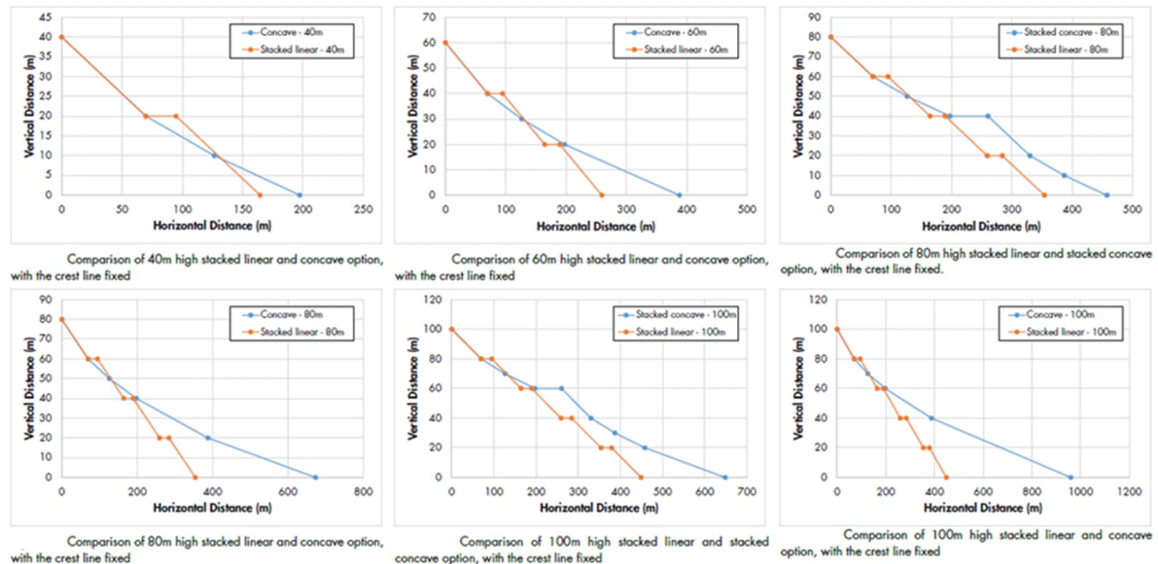 45
40
35
30
25
20
15
10
5
0
Vertical Distance (m)
Concave - 40m
Stacked linear - 40m
0 50 100 150 200 250
Horizontal Distance (m)
Comparison of 40m high stacked linear and concave option,
with the crest line fixed
70
60
50
40
30
20
10
0
Vertical Distance (m)
Concave - 60m
Stacked linear - 60m
0 100 200 300 400 500
Horizontal Distance (m)
Comparison of 60m high stacked linear and concave option,
with the crest line fixed
90
80
70
60
50
40
30
20
10
0
Vertical Distance (m)
Stacked concave - 80m
Stacked linear - 80m
0 100 200 300 400 500
Horizontal Distance (m)
Comparison of 80m high stacked linear and stacked concave
option, with the crest line fixed.
90
80
70
60
50
40
30
20
10
0
Vertical Distance (m)
Concave - 80m
Stacked linear - 80m
0 200 400 600 800
Horizontal Distance (m)
Comparison of 80m high stacked linear and concave option,
with the crest line fixed
120
100
80
60
40
20
0
Vertical Distance (m)
Stacked concave - 100m
Stacked linear - 100m
0 100 200 300 400 500 600 700
Horizontal Distance (m)
Comparison of 100m high stacked linear and stacked
concave option, with the crest line fixed
120
100
80
60
40
20
0
Vertical Distance (m)
Concave - 100m
Stacked linear - 100m
0 200 400 600 800 1000 1200
Horizontal Distance (m)
Comparison of 100m high stacked linear and concave
option, with the crest line fixed